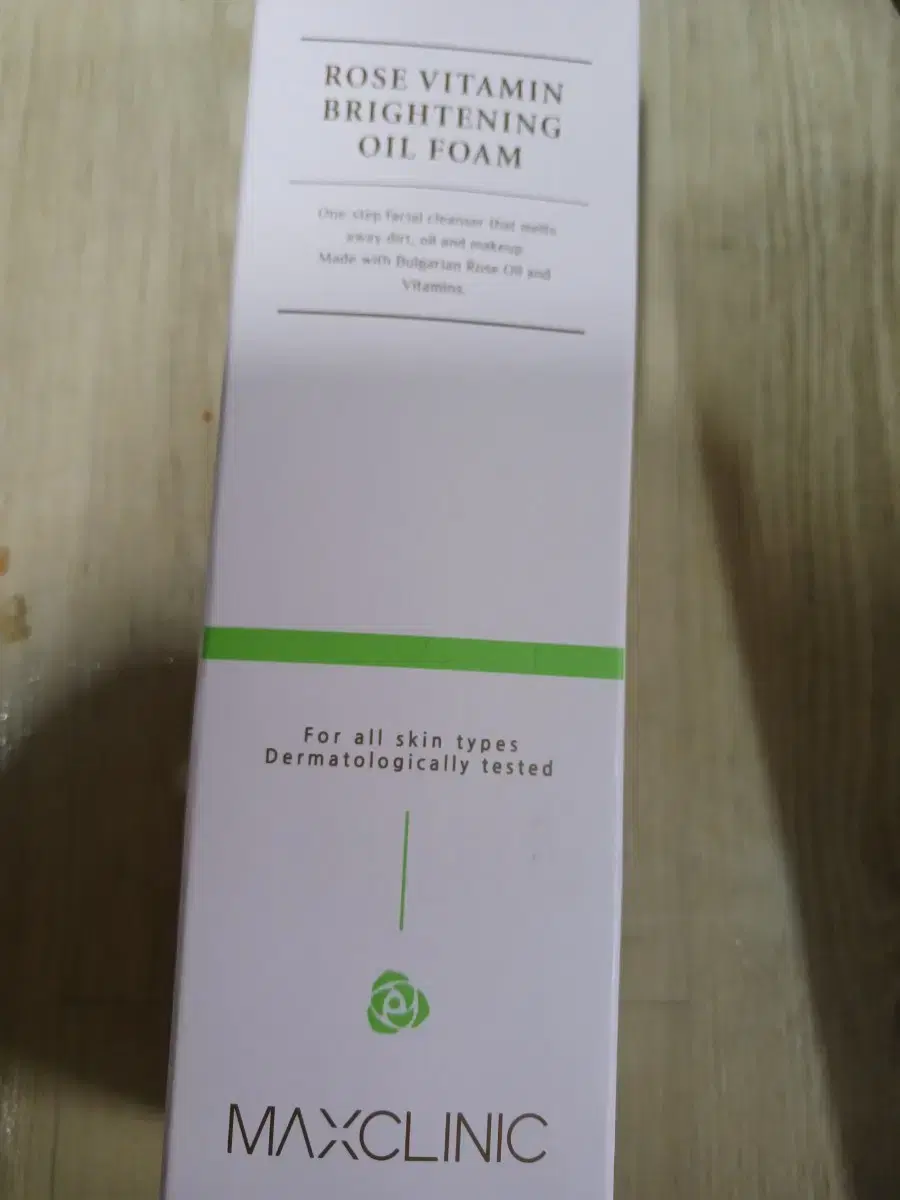 ROSE VITAMIN
BRIGHTENING
OIL FOAM
One step facial cleanser that melts
away dirt, oil and makeup
Made with Bulgarian Rose Oil and
Vitamins.
For all skin types
Dermatologically tested
MAXCLINIC